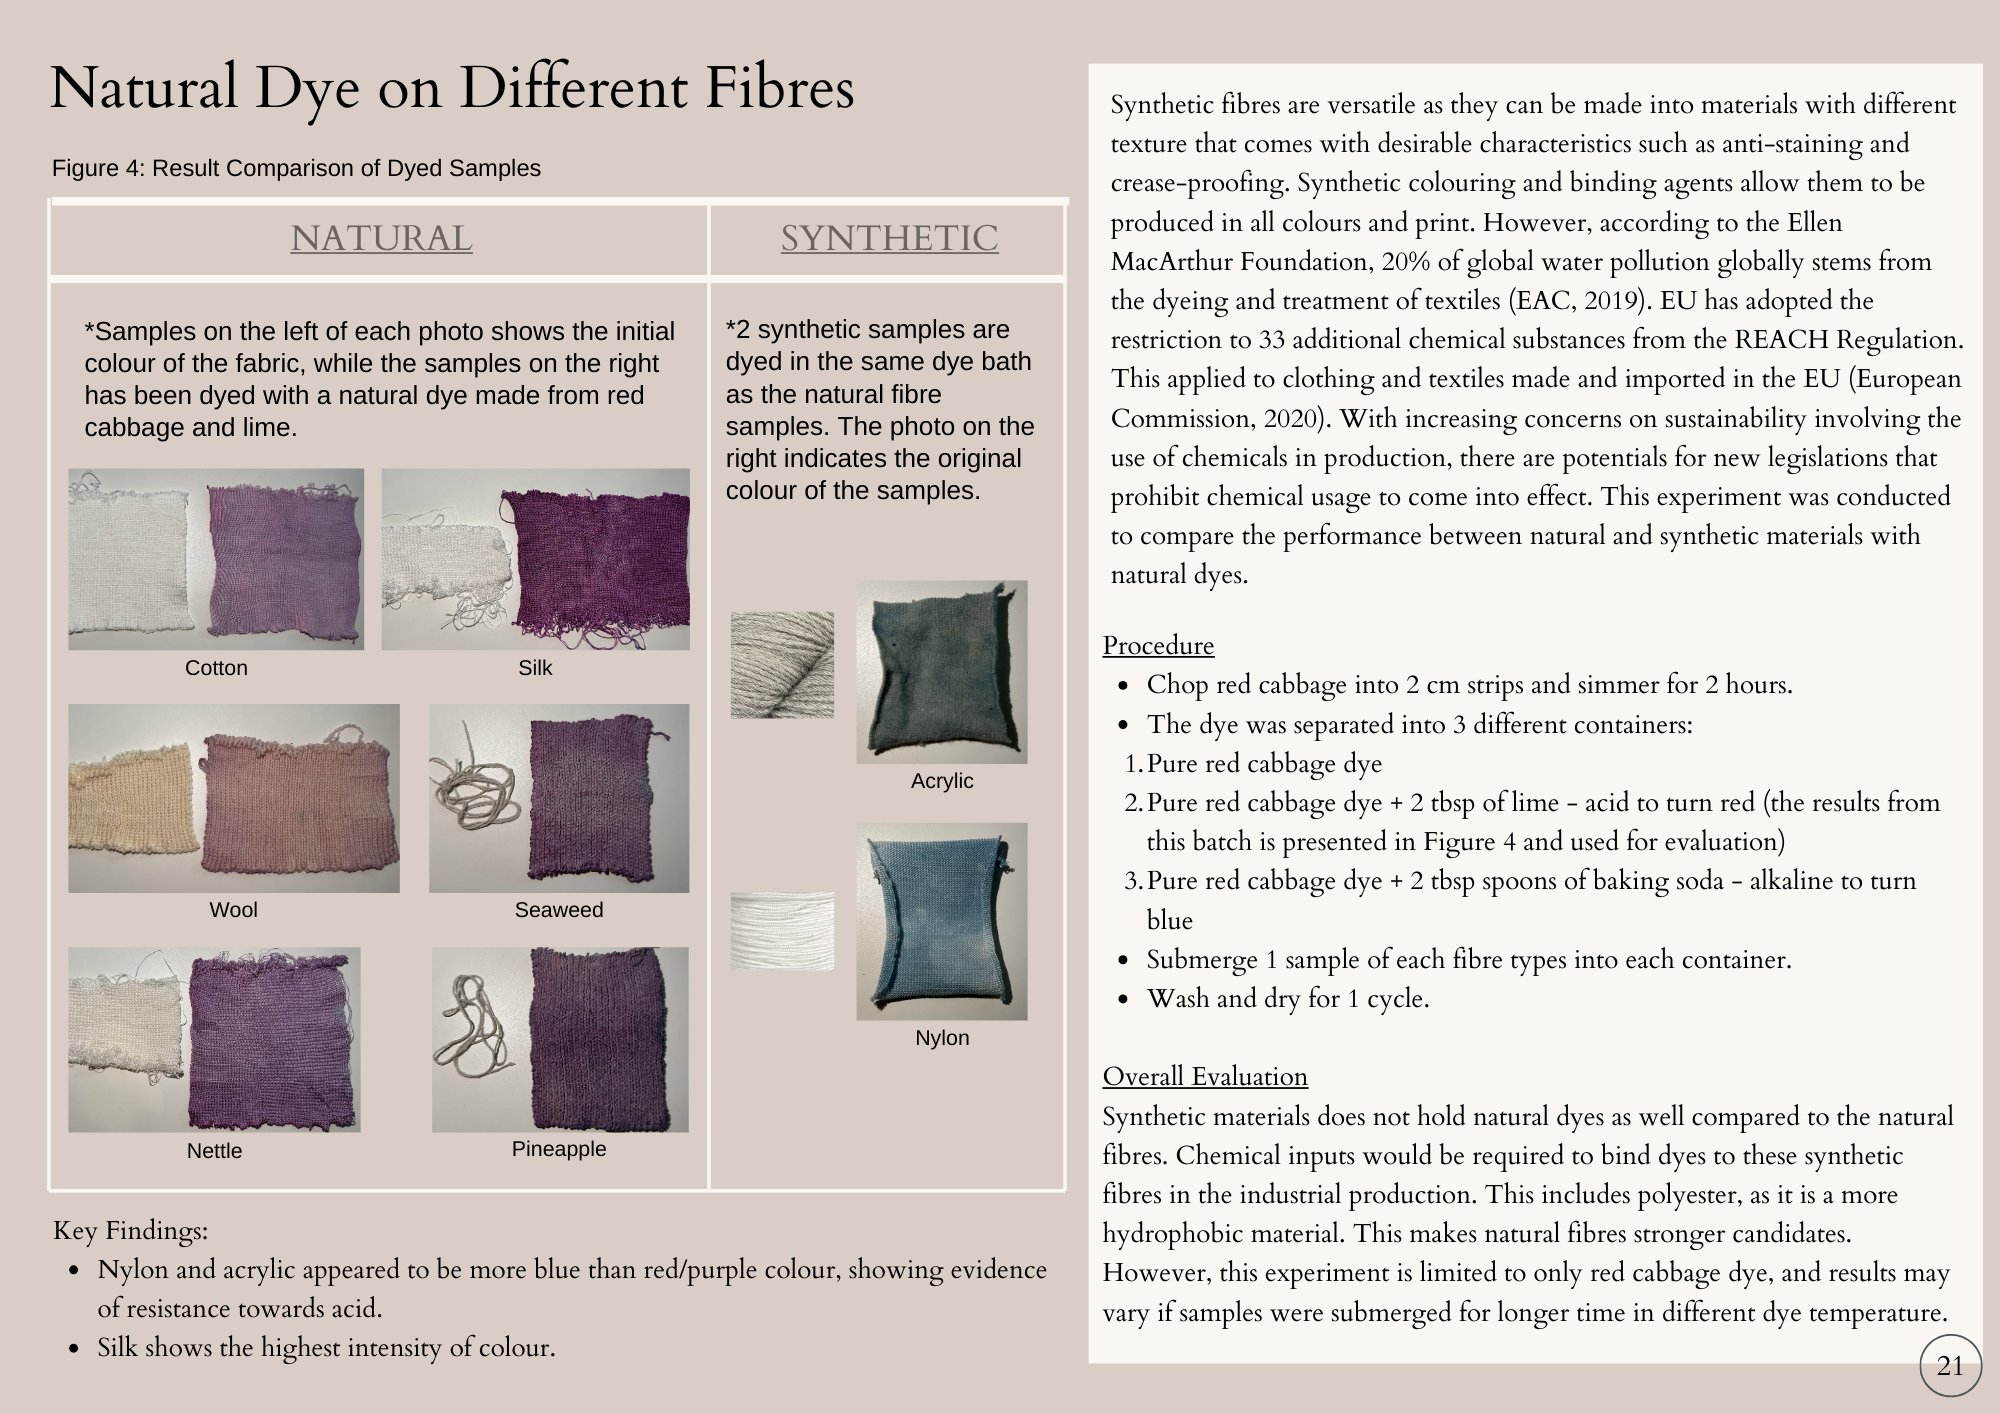 Natural Dye on Different Fibres
Figure 4: Result Comparison of Dyed Samples
NATURAL
*Samples on the left of each photo shows the initial
colour of the fabric, while the samples on the right
has been dyed with a natural dye made from red
cabbage and lime.
Cotton
Silk
Wool
Seaweed
Nettle
Pineapple
SYNTHETIC
*2 synthetic samples are
dyed in the same dye bath
as the natural fibre
samples. The photo on the
right indicates the original
colour of the samples.
Acrylic
Nylon
Key Findings:
• Nylon and acrylic appeared to be more blue than red/purple colour, showing evidence
of resistance towards acid.
• Silk shows the highest intensity of colour.
Synthetic fibres are versatile as they can be made into materials with different
texture that comes with desirable characteristics such as anti-staining and
crease-proofing. Synthetic colouring and binding agents allow them to be
produced in all colours and print. However, according to the Ellen
MacArthur Foundation, 20% of global water pollution globally stems from
the dyeing and treatment of textiles (EAC, 2019). EU has adopted the
restriction to 33 additional chemical substances from the REACH Regulation.
This applied to clothing and textiles made and imported in the EU (European
Commission, 2020). With increasing concerns on sustainability involving the
use of chemicals in production, there are potentials for new legislations that
prohibit chemical usage to come into effect. This experiment was conducted
to compare the performance between natural and synthetic materials with
natural dyes.
Procedure
• Chop red cabbage into 2 cm strips and simmer for 2 hours.
• The dye was separated into 3 different containers:
1. Pure red cabbage dye
2. Pure red cabbage dye + 2 tbsp of lime - acid to turn red (the results from
this batch is presented in Figure 4 and used for evaluation)
3. Pure red cabbage dye + 2 tbsp spoons of baking soda - alkaline to turn
blue
• Submerge 1 sample of each fibre types into each container.
• Wash and dry for 1 cycle.
Overall Evaluation
Synthetic materials does not hold natural dyes as well compared to the natural
fibres. Chemical inputs would be required to bind dyes to these synthetic
fibres in the industrial production. This includes polyester, as it is a more
hydrophobic material. This makes natural fibres stronger candidates.
However, this experiment is limited to only red cabbage dye, and results may
vary if samples were submerged for longer time in different dye temperature.
21